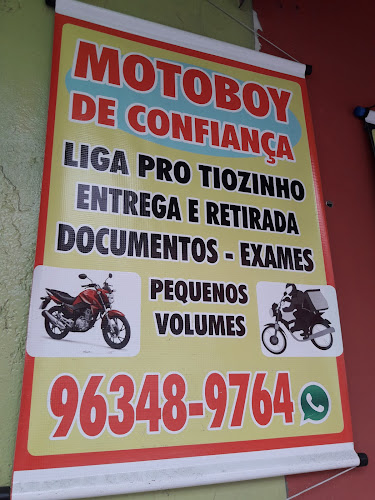 MOTOBOY
DE CONFIANÇA
LIGA PRO TIOZINHO
ENTREGA E RETIRADA
DOCUMENTOS - EXAMES
PEQUENOS
VOLUMES
96348-9764